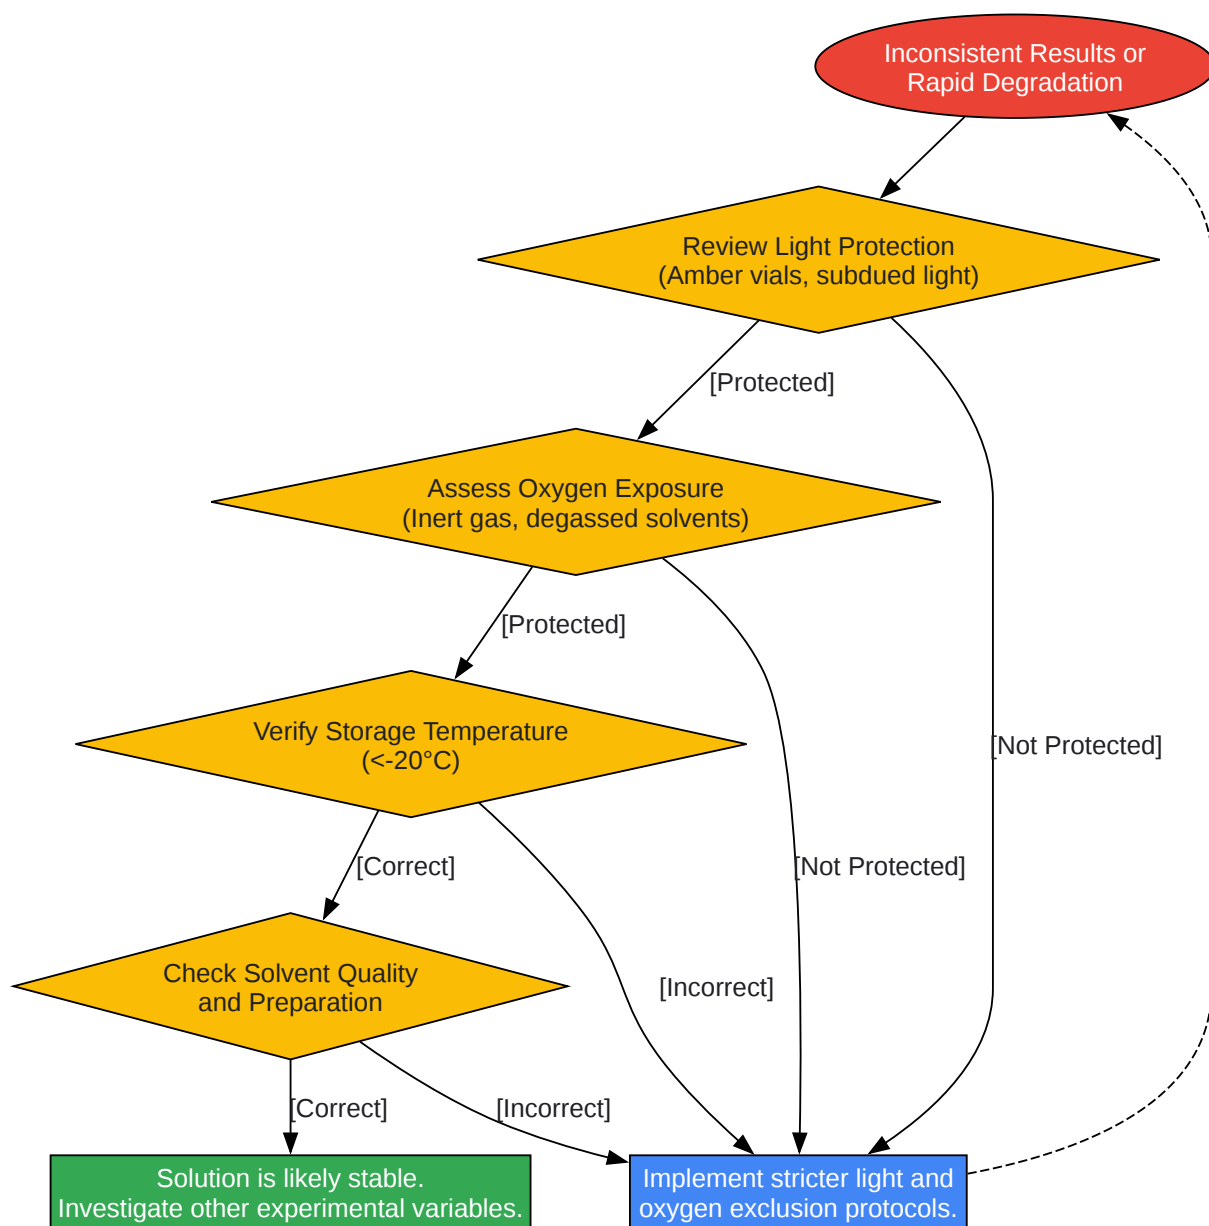 Inconsistent Results or
Rapid Degradation
Review Light Protection
(Amber vials, subdued light)
[Protected]
Assess Oxygen Exposure
(Inert gas, degassed solvents)
[Protected]
Verify Storage Temperature
(<-20°C)
[Not Protected]
[Correct]
[Not Protected]
Check Solvent Quality
and Preparation
[Incorrect]
[Correct]
[Incorrect]
Solution is likely stable.
Investigate other experimental variables.
Implement stricter light and
oxygen exclusion protocols.